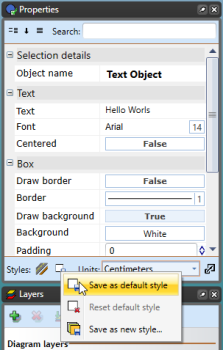 Properties
Search:
Selection details
Object name Text Object
Text
Text Hello Worls
Font Arial 14
Centered False
Box
Draw border False
Border 1
Draw background True
Background White
Padding 0
Styles: Units: Centimeters
Save as default style
Reset default style
Save as new style...
Layers
Diagram layers